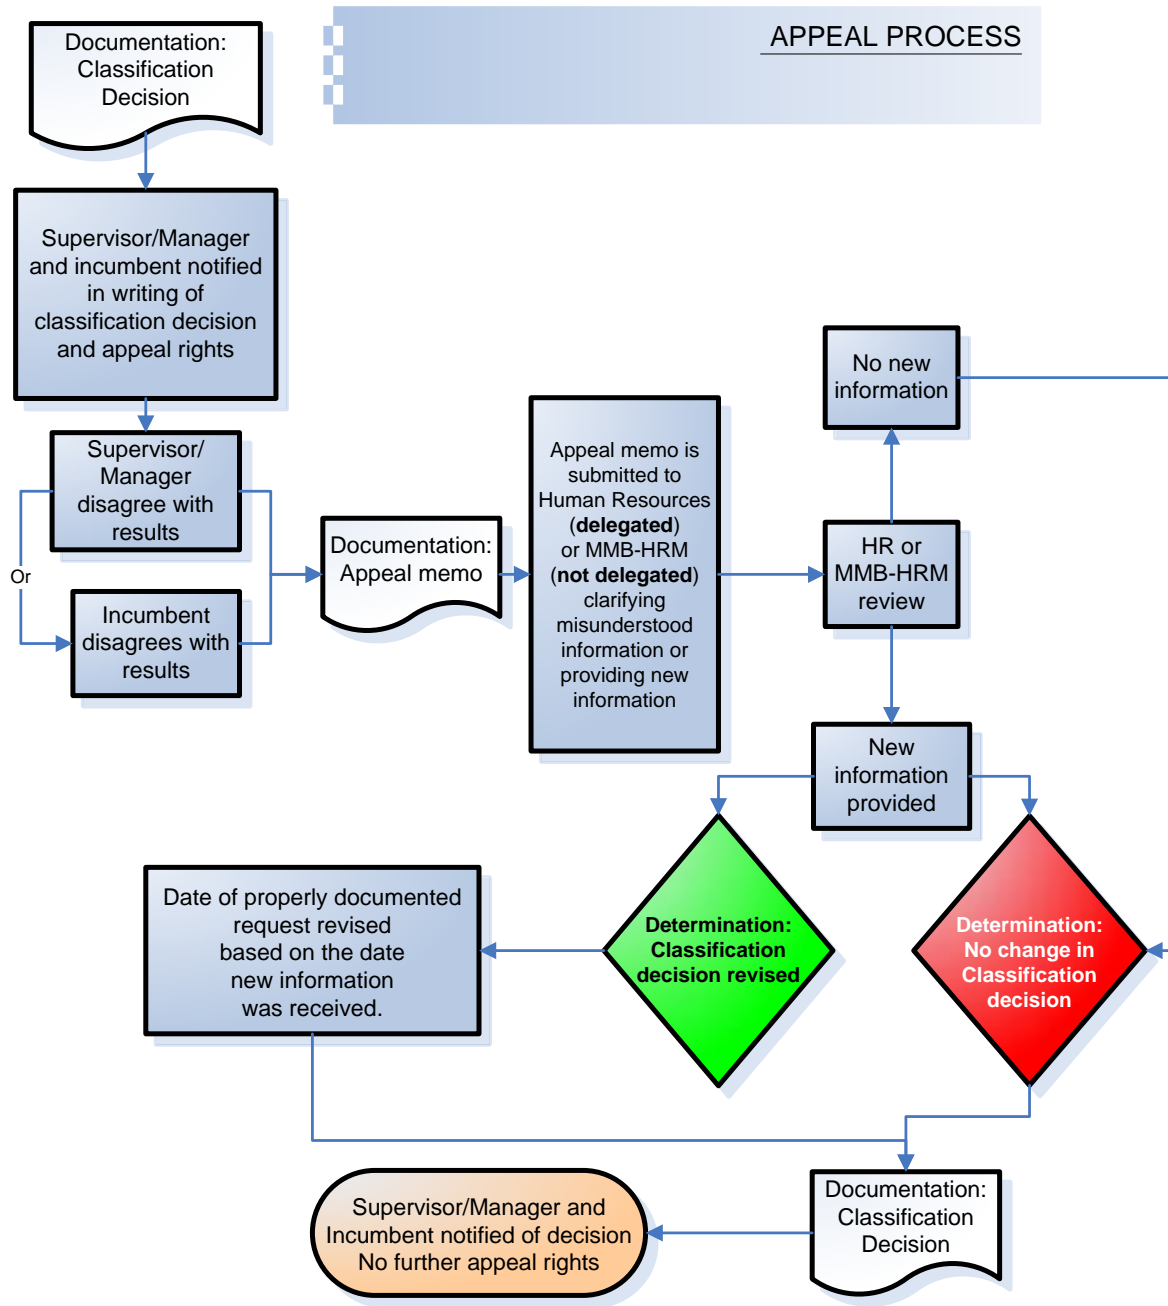 APPEAL PROCESS
Documentation:
Classification
Decision
Supervisor/Manager
and incumbent notified
in writing of
classification decision
and appeal rights
Supervisor/
Manager
disagree with
results
Or
Incumbent
disagrees with
results
Documentation:
Appeal memo
Appeal memo is
submitted to
Human Resources
(delegated)
or MMB-HRM
(not delegated)
clarifying
misunderstood
information or
providing new
information
No new
information
HR or
MMB-HRM
review
New
information
provided
Determination:
Classification
decision revised
Determination:
No change in
Classification
decision
Date of properly documented
request revised
based on the date
new information
was received.
Documentation:
Classification
Decision
Supervisor/Manager and
Incumbent notified of decision
No further appeal rights